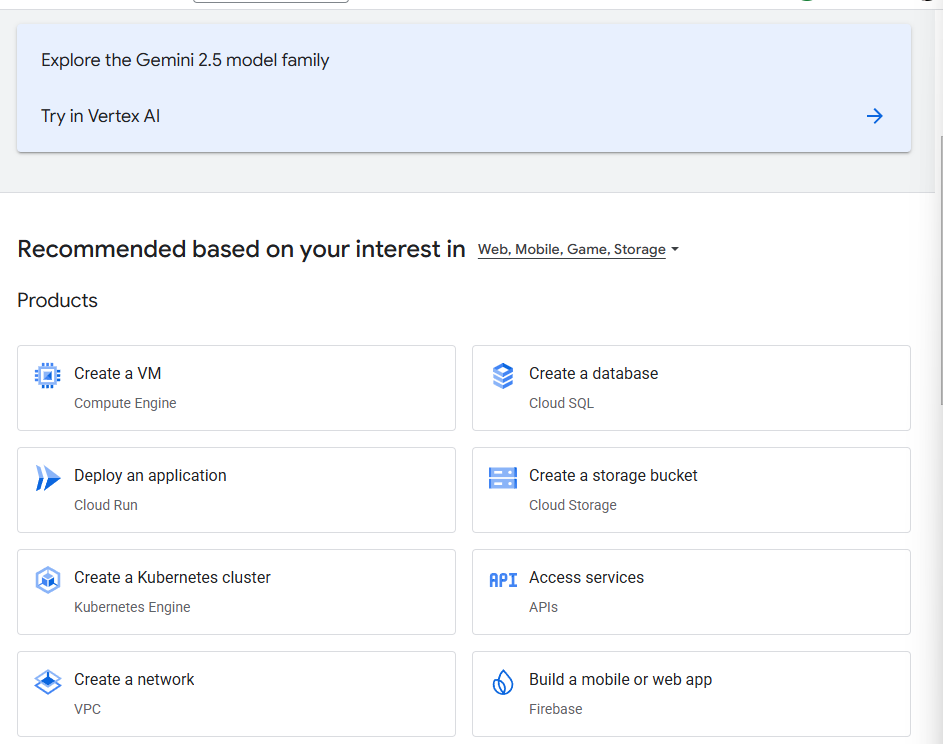 Explore the Gemini 2.5 model family
Try in Vertex AI
Recommended based on your interest in Web, Mobile, Game, Storage
Products
Create a VM
Compute Engine
Create a database
Cloud SQL
Deploy an application
Cloud Run
Create a storage bucket
Cloud Storage
Create a Kubernetes cluster
Kubernetes Engine
API
Access services
APIs
Create a network
VPC
Build a mobile or web app
Firebase